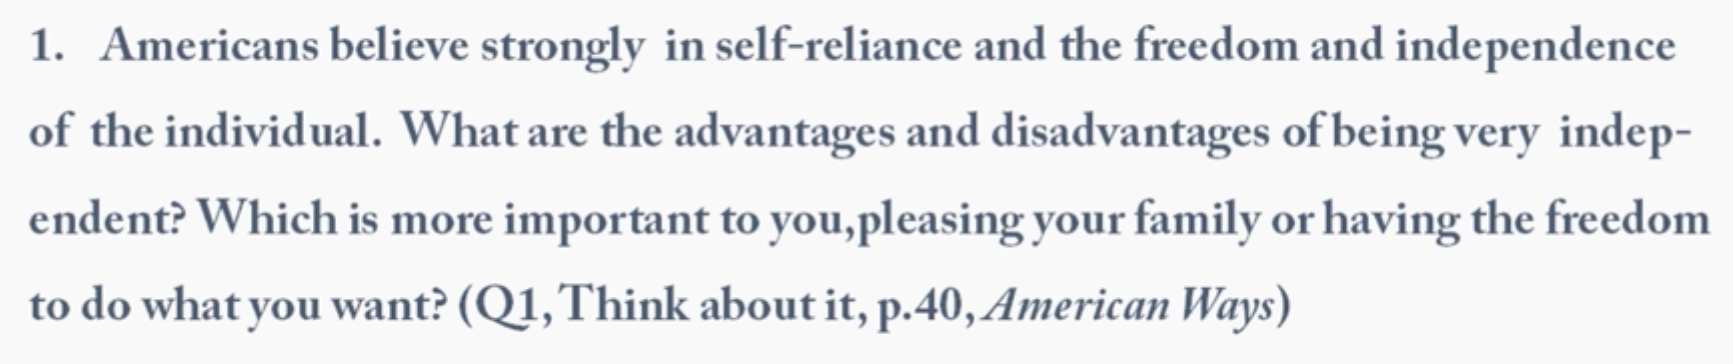 1. Americans believe strongly in self-reliance and the freedom and independence
of the individual. What are the advantages and disadvantages of being very indep-
endent? Which is more important to you,pleasing your family or having the freedom
to do what you want? (Q1, Think about it, p.40, American Ways)